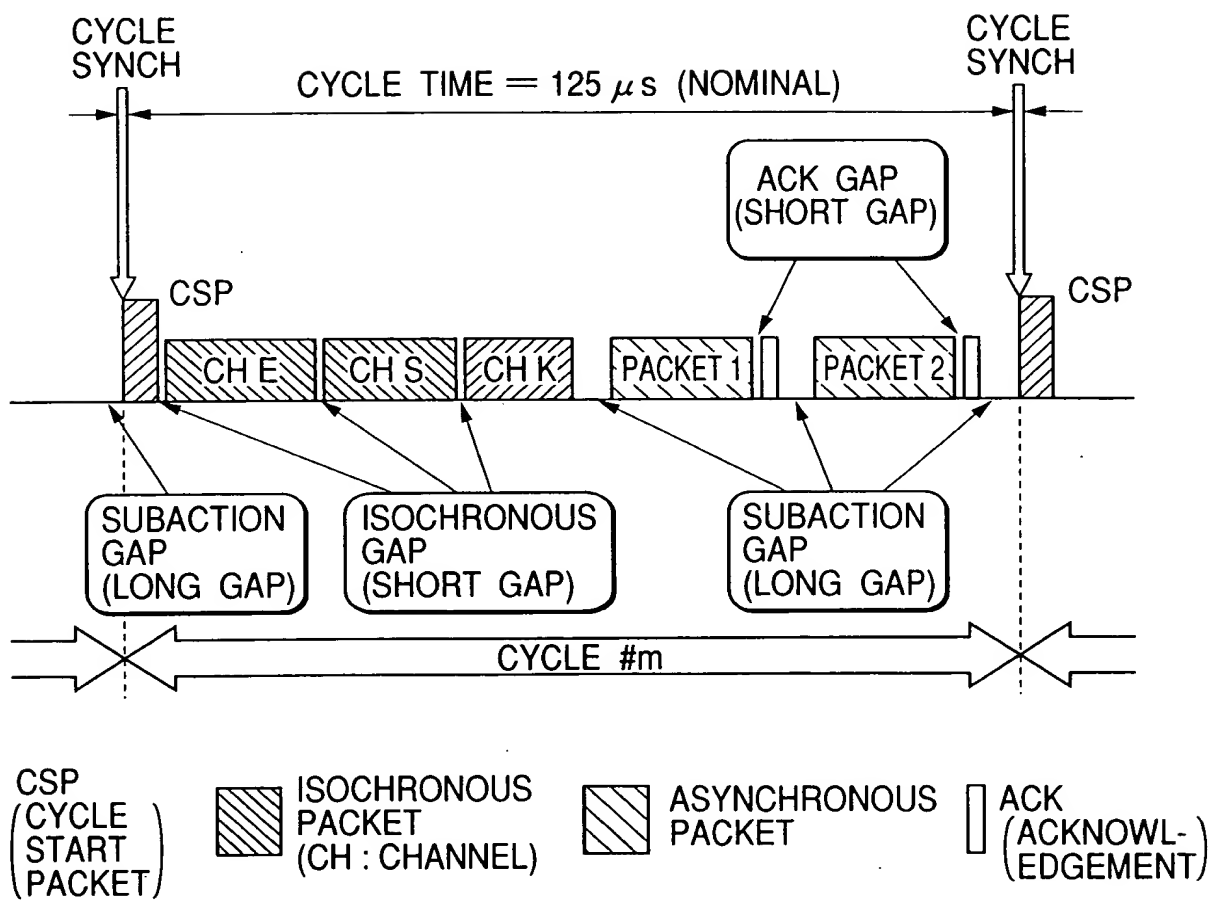 CYCLE
SYNCH
CYCLE
SYNCH
CYCLE TIME = 125 μs (NOMINAL)
ACK GAP
(SHORT GAP)
CSP
CSP
CH E
CH S
CH K
PACKET 1
PACKET 2
SUBACTION
GAP
(LONG GAP)
ISOCHRONOUS
GAP
(SHORT GAP)
SUBACTION
GAP
(LONG GAP)
CYCLE #m
CSP
(CYCLE
START
PACKET)
ISOCHRONOUS
PACKET
(CH : CHANNEL)
ASYNCHRONOUS
PACKET
ACK
(ACKNOWL-
EDGEMENT)